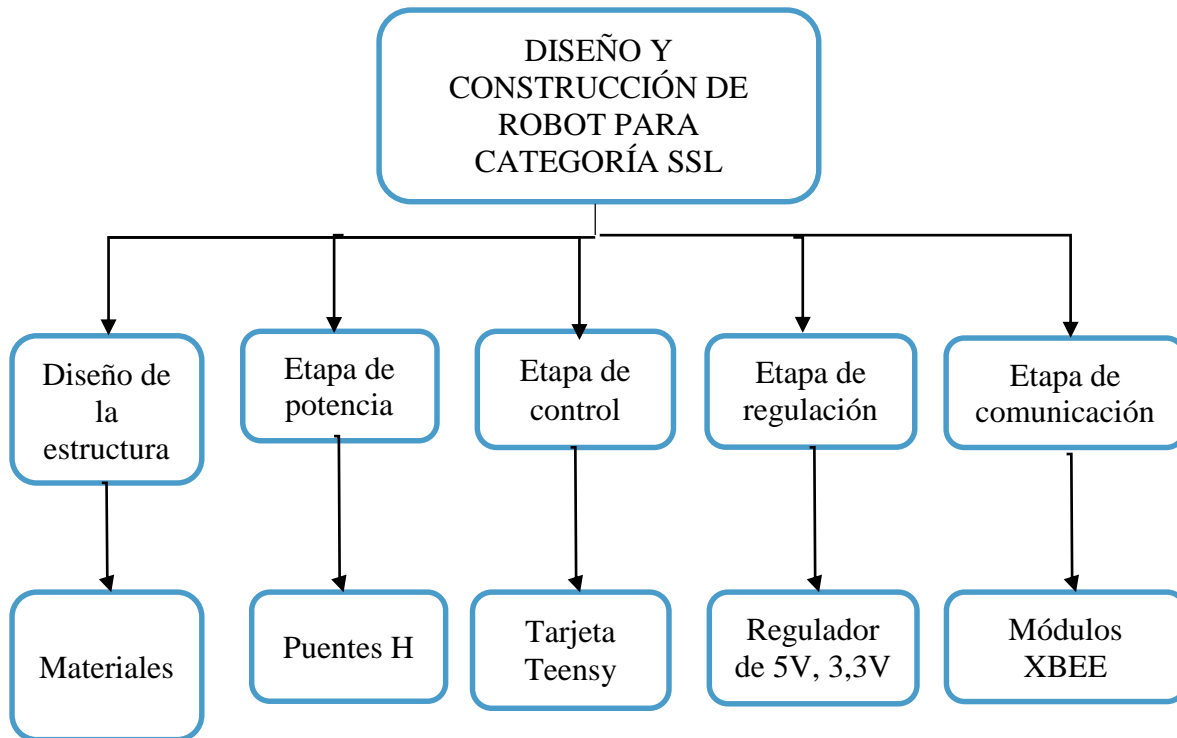 DISEÑO Y
CONSTRUCCIÓN DE
ROBOT PARA
CATEGORÍA SSL
Diseño de
la
estructura
Etapa de
potencia
Etapa de
control
Etapa de
regulación
Etapa de
comunicación
Materiales
Puentes H
Tarjeta
Teensy
Regulador
de 5V, 3,3V
Módulos
XBEE